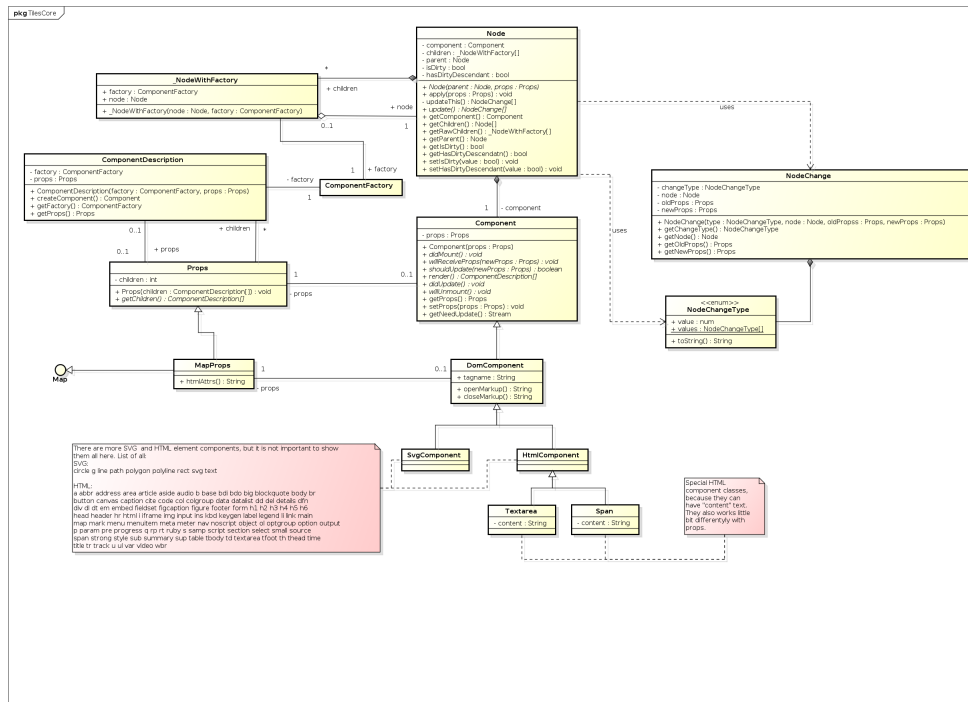 pkg TilesCore
Node
- component : Component
- children : _NodeWithFactory[]
- parent : Node
- isDirty : bool
- hasDirtyDescendant : bool
+ Node(parent : Node, props : Props)
+ apply(props : Props) : void
- updateThis() : NodeChange[]
+ update() : NodeChange[]
+ getComponent() : Component
+ getChildren() : Node[]
+ getRawChildren() : _NodeWithFactory[]
+ getParent() : Node
+ getIsDirty() : bool
+ getHasDirtyDescendatn() : bool
+ setIsDirty(value : bool) : void
+ setHasDirtyDescendant(value : bool) : void
_NodeWithFactory
+ factory : ComponentFactory
+ node : Node
+ _NodeWithFactory(node : Node, factory : ComponentFactory)
*
+ children
+ node
0..1
1
uses
1
+ factory
ComponentDescription
- factory : ComponentFactory
- props : Props
+ ComponentDescription(factory : ComponentFactory, props : Props)
+ createComponent() : Component
+ getFactory() : ComponentFactory
+ getProps() : Props
- factory
1
ComponentFactory
NodeChange
- changeType : NodeChangeType
- node : Node
- oldProps : Props
- newProps : Props
+ NodeChange(type : NodeChangeType, node : Node, oldPropss : Props, newProps : Props)
+ getChangeType() : NodeChangeType
+ getNode() : Node
+ getOldProps() : Props
+ getNewProps() : Props
1
- component
uses
0..1
+ children
*
0..1
+ props
Component
- props : Props
+ Component(props : Props)
+ didMount() : void
+ willReceiveProps(newProps : Props) : void
+ shouldUpdate(newProps : Props) : boolean
+ render() : ComponentDescription[]
+ didUpdate() : void
+ willUnmount() : void
+ getProps() : Props
+ setProps(props : Props) : void
+ getNeedUpdate() : Stream
Props
- children : int
+ Props(children : ComponentDescription[]) : void
+ getChildren() : ComponentDescription[]
1
0..1
- props
<<enum>>
NodeChangeType
+ value : num
+ values : NodeChangeType[]
+ toString() : String
Map
MapProps
+ htmlAttrs() : String
1
0..1
- props
DomComponent
+ tagname : String
+ openMarkup() : String
+ closeMarkup() : String
There are more SVG and HTML element components, but it is not important to show
them all here. List of all:
SVG:
circle g line path polygon polyline rect svg text
HTML:
a abbr address area article aside audio b base bdi bdo big blockquote body br
button canvas caption cite code col colgroup data datalist dd del details dfn
div dl dt em embed fieldset figcaption figure footer form h1 h2 h3 h4 h5 h6
head header hr html i iframe img input ins kbd keygen label legend li link main
map mark menu menuitem meta meter nav noscript object ol optgroup option output
p param pre progress q rp rt ruby s samp script section select small source
span strong style sub summary sup table tbody td textarea tfoot th thead time
title tr track u ul var video wbr
SvgComponent
HtmlComponent
Textarea
- content : String
Span
- content : String
Special HTML
component classes,
because they can
have "content" text.
They also works little
bit differentyly with
props.